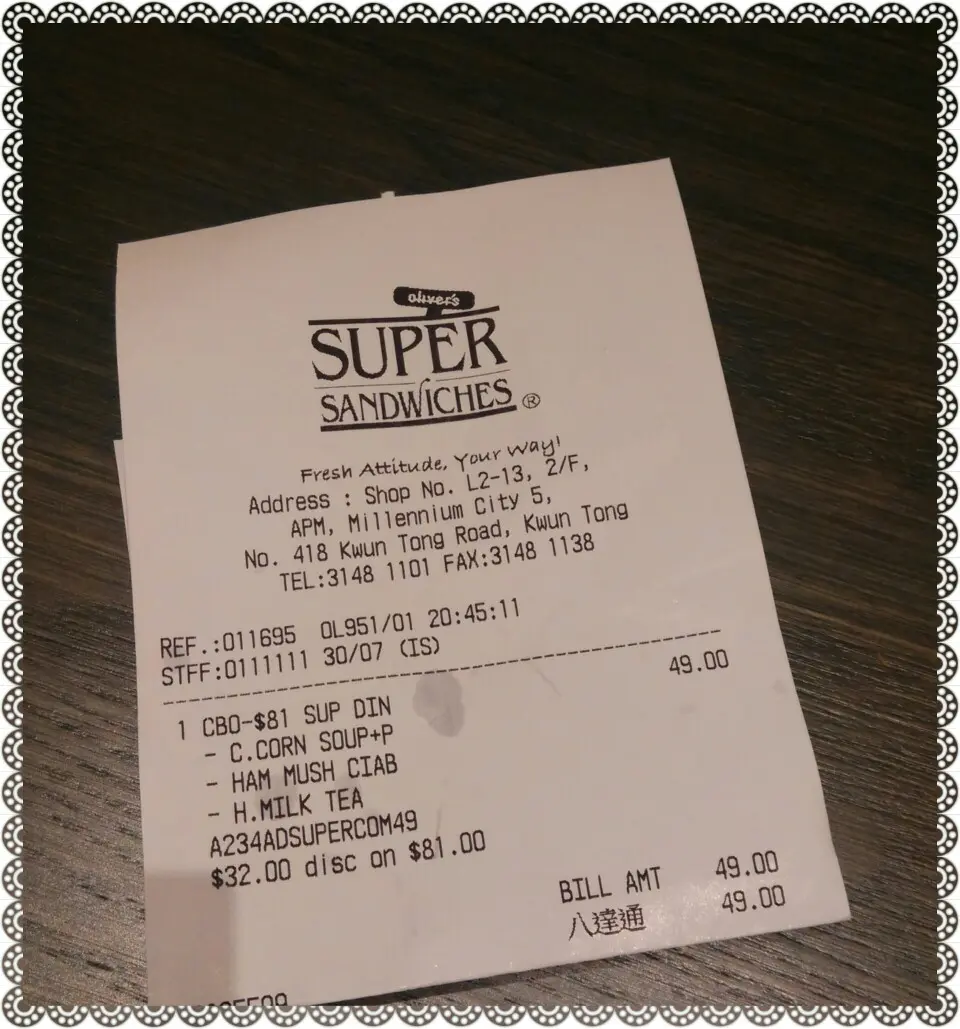 oliver's
SUPER
SANDWICHES ®
Fresh Attitude, Your Way!
Address : Shop No. L2-13, 2/F,
APM, Millennium City 5,
No. 418 Kwun Tong Road, Kwun Tong
TEL:3148 1101 FAX:3148 1138
REF.:011695 OL951/01 20:45:11
STFF:0111111 30/07 (IS)
49.00
1 CBO-$81 SUP DIN
- C.CORN SOUP+P
- HAM MUSH CIAB
- H.MILK TEA
A234ADSUPERCOM49
$32.00 disc on $81.00
BILL AMT 49.00
八達通 49.00